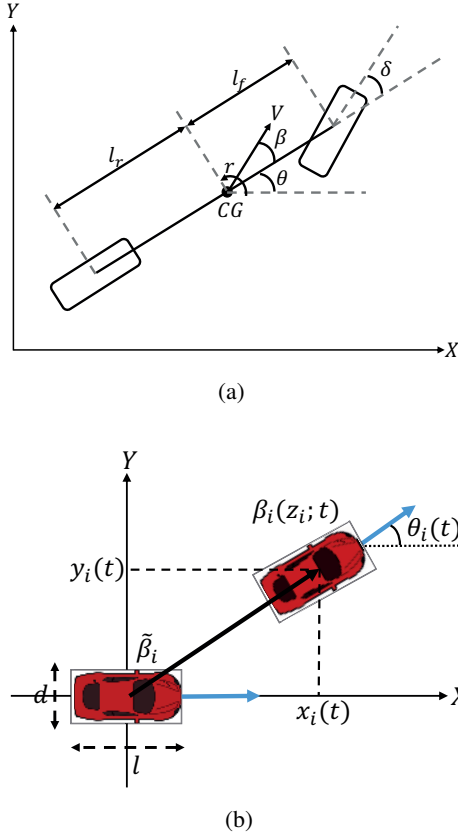 Y
l_f
δ
l_r
V
β
r
θ
CG
X
(a)
Y
β_i(z_i; t)
θ_i(t)
y_i(t)
β̃_i
d
X
x_i(t)
l
(b)